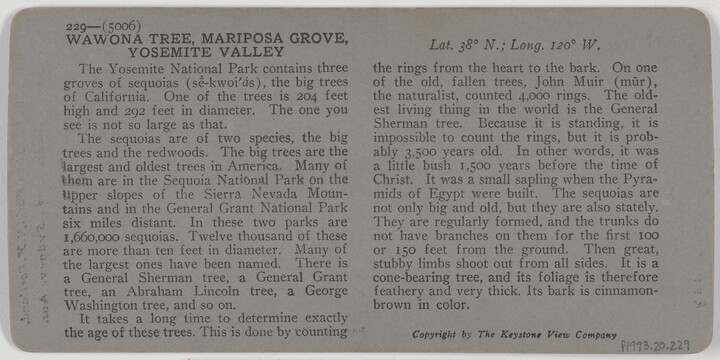 229—(5006)
WAWONA TREE, MARIPOSA GROVE,
YOSEMITE VALLEY
The Yosemite National Park contains three
groves of sequoias (sê-kwoi'ás), the big trees
of California. One of the trees is 204 feet
high and 292 feet in diameter. The one you
see is not so large as that.
The sequoias are of two species, the big
trees and the redwoods. The big trees are the
largest and oldest trees in America. Many of
them are in the Sequoia National Park on the
upper slopes of the Sierra Nevada Moun-
tains and in the General Grant National Park
six miles distant. In these two parks are
1,660,000 sequoias. Twelve thousand of these
are more than ten feet in diameter. Many of
the largest ones have been named. There is
a General Sherman tree, a General Grant
tree, an Abraham Lincoln tree, a George
Washington tree, and so on.
It takes a long time to determine exactly
the age of these trees. This is done by counting
Lat. 38° N.; Long. 120° W.
the rings from the heart to the bark. On one
of the old, fallen trees, John Muir (mūr),
the naturalist, counted 4,000 rings. The old-
est living thing in the world is the General
Sherman tree. Because it is standing, it is
impossible to count the rings, but it is prob-
ably 3,500 years old. In other words, it was
a little bush 1,500 years before the time of
Christ. It was a small sapling when the Pyra-
mids of Egypt were built. The sequoias are
not only big and old, but they are also stately.
They are regularly formed, and the trunks do
not have branches on them for the first 100
or 150 feet from the ground. Then great,
stubby limbs shoot out from all sides. It is a
cone-bearing tree, and its foliage is therefore
feathery and very thick. Its bark is cinnamon-
brown in color.
Copyright by The Keystone View Company
P1993.20.229